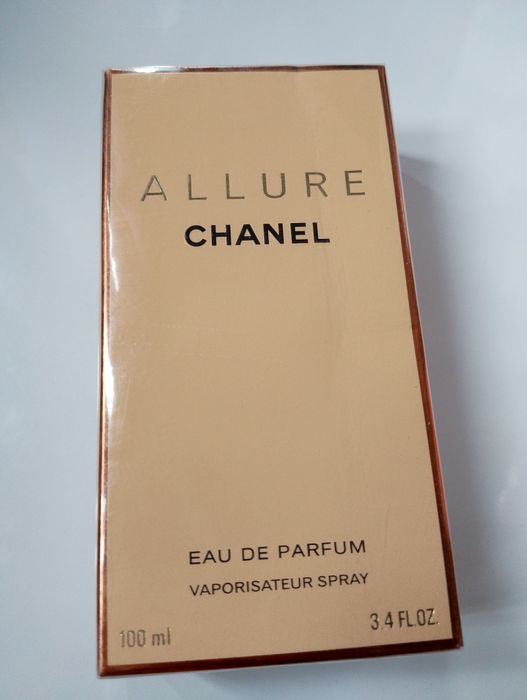 ALLURE
CHANEL
EAU DE PARFUM
VAPORISATEUR SPRAY
100 ml
3.4 FL.OZ.